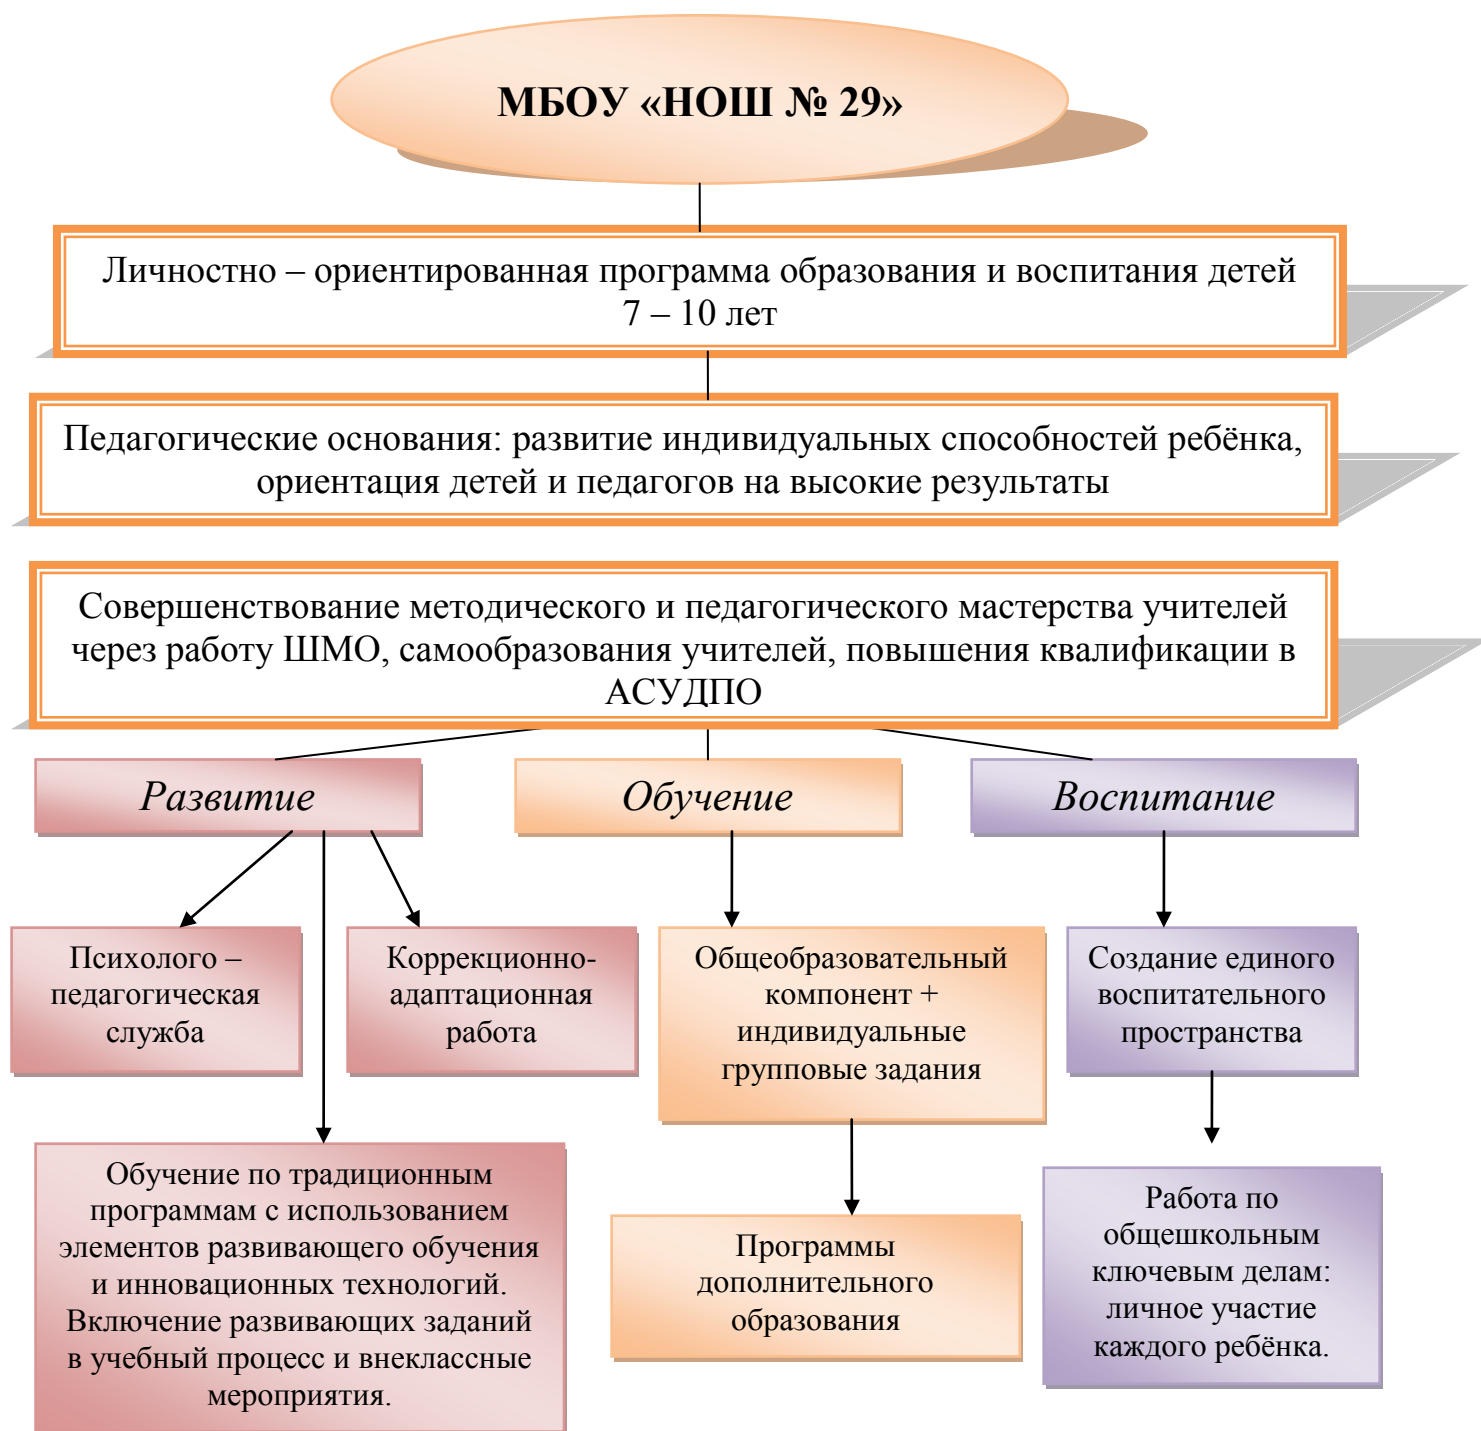 МБОУ «НОШ № 29»
Личностно – ориентированная программа образования и воспитания детей
7 – 10 лет
Педагогические основания: развитие индивидуальных способностей ребёнка,
ориентация детей и педагогов на высокие результаты
Совершенствование методического и педагогического мастерства учителей
через работу ШМО, самообразования учителей, повышения квалификации в
АСУДПО
Развитие
Обучение
Воспитание
Психолого –
педагогическая
служба
Коррекционно-
адаптационная
работа
Общеобразовательный
компонент +
индивидуальные
групповые задания
Создание единого
воспитательного
пространства
Обучение по традиционным
программам с использованием
элементов развивающего обучения
и инновационных технологий.
Включение развивающих заданий
в учебный процесс и внеклассные
мероприятия.
Программы
дополнительного
образования
Работа по
общешкольным
ключевым делам:
личное участие
каждого ребёнка.